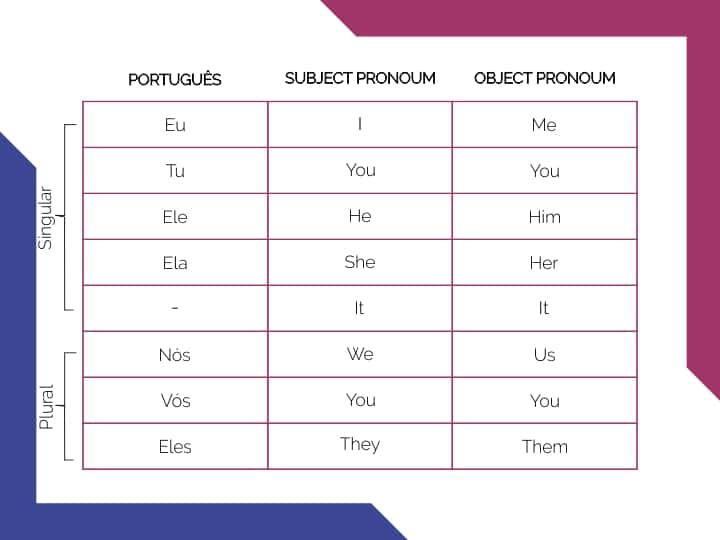 PORTUGUÊS SUBJECT PRONOUM OBJECT PRONOUM
Singular
Eu I Me
Tu You You
Ele He Him
Ela She Her
- It It
Plural
Nós We Us
Vós You You
Eles They Them